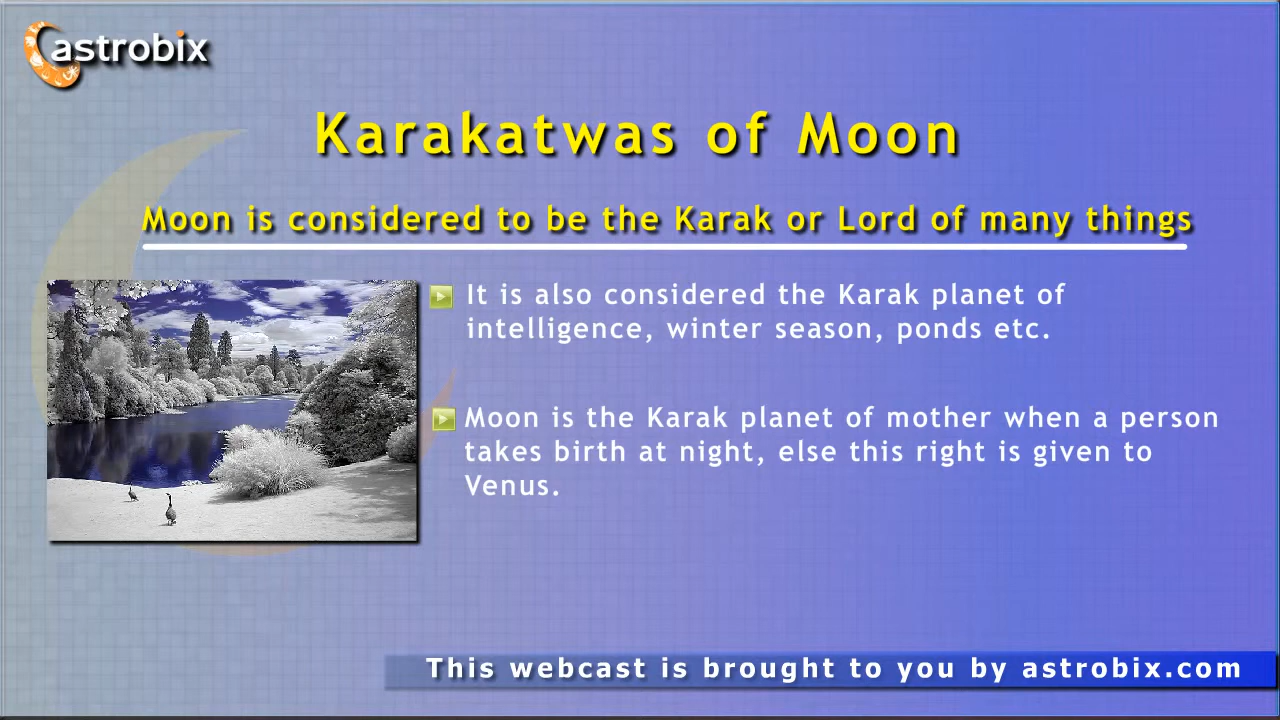 astrobix
Karakatwas of Moon
Moon is considered to be the Karak or Lord of many things
It is also considered the Karak planet of
intelligence, winter season, ponds etc.
Moon is the Karak planet of mother when a person
takes birth at night, else this right is given to
Venus.
This webcast is brought to you by astrobix.com